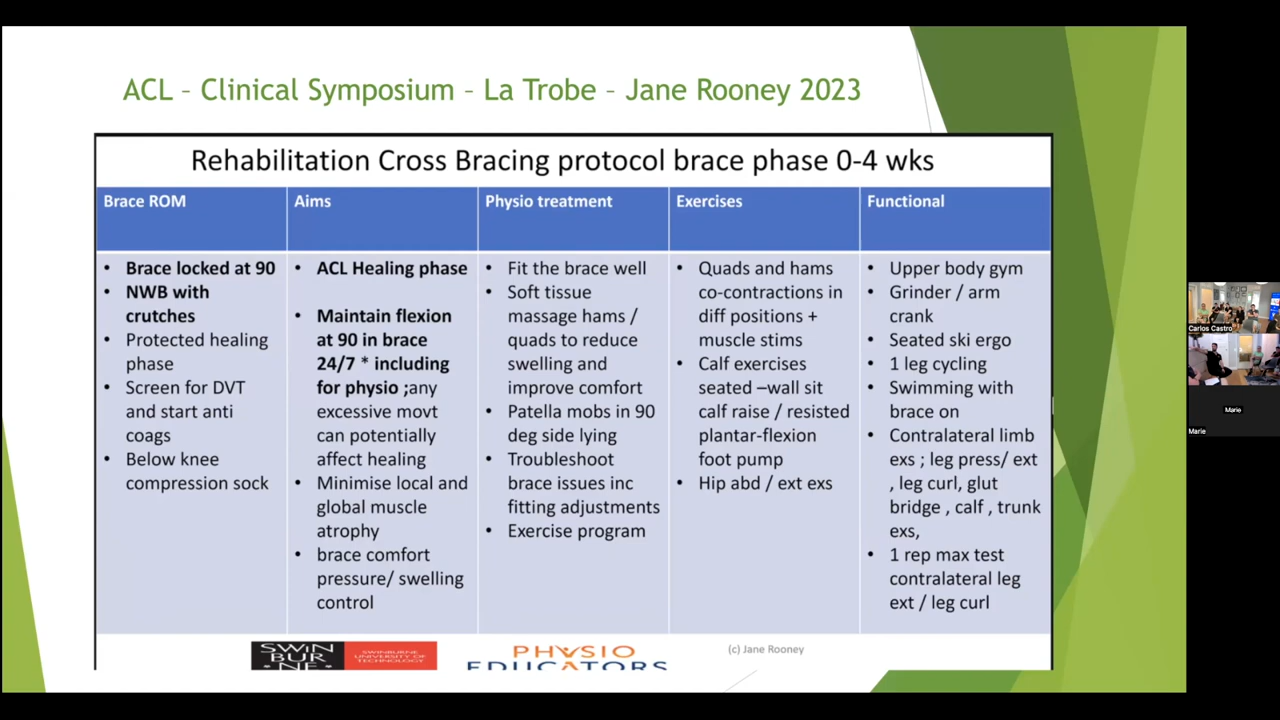 ACL – Clinical Symposium – La Trobe – Jane Rooney 2023
Rehabilitation Cross Bracing protocol brace phase 0-4 wks
Brace ROM
Aims
Physio treatment
Exercises
Functional
• Brace locked at 90
• NWB with
crutches
• Protected healing
phase
• Screen for DVT
and start anti
coags
• Below knee
compression sock
• ACL Healing phase
• Maintain flexion
at 90 in brace
24/7 * including
for physio ;any
excessive movt
can potentially
affect healing
• Minimise local and
global muscle
atrophy
• brace comfort
pressure/ swelling
control
• Fit the brace well
• Soft tissue
massage hams /
quads to reduce
swelling and
improve comfort
• Patella mobs in 90
deg side lying
• Troubleshoot
brace issues inc
fitting adjustments
• Exercise program
• Quads and hams
co-contractions in
diff positions +
muscle stims
• Calf exercises
seated –wall sit
calf raise / resisted
plantar-flexion
foot pump
• Hip abd / ext exs
• Upper body gym
• Grinder / arm
crank
• Seated ski ergo
• 1 leg cycling
• Swimming with
brace on
• Contralateral limb
exs ; leg press/ ext
, leg curl, glut
bridge , calf , trunk
exs,
• 1 rep max test
contralateral leg
ext / leg curl
SWIN
BUR
NE
SWINBURNE
UNIVERSITY OF
TECHNOLOGY
PHYSIO
EDUCATORS
(c) Jane Rooney
Carlos Castro
Marie
Marie